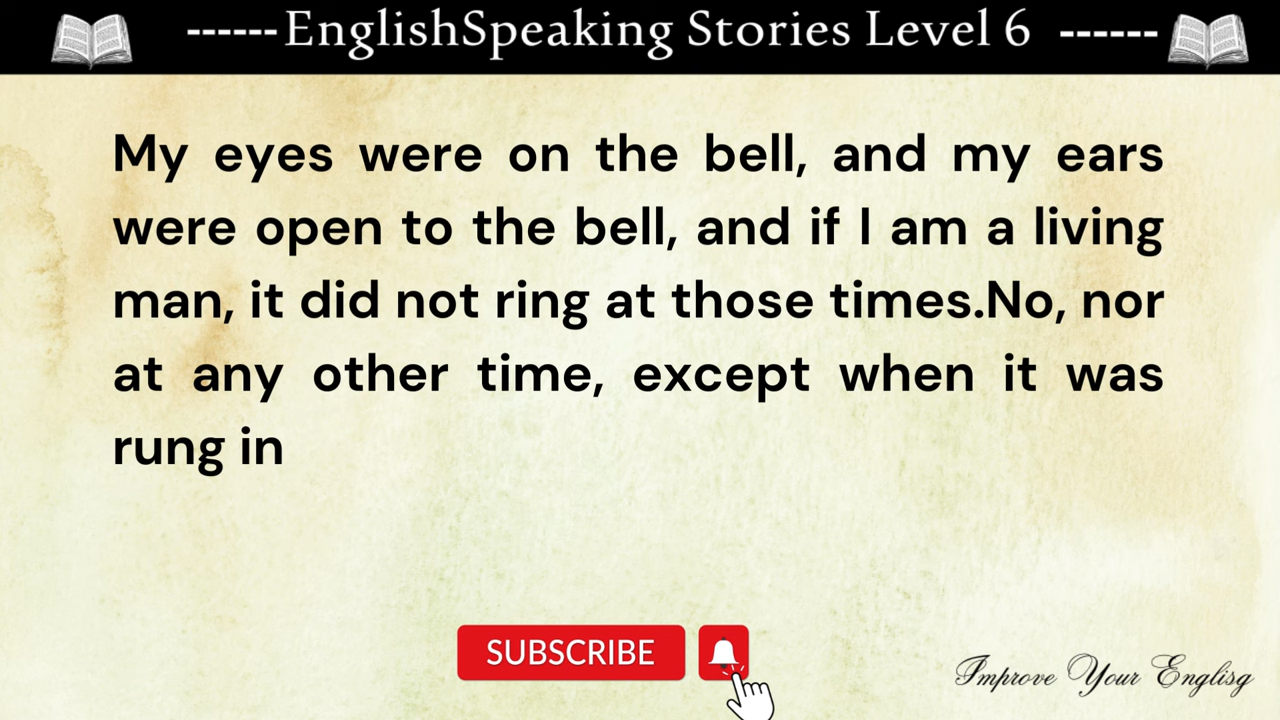 ------EnglishSpeaking Stories Level 6 ------
My eyes were on the bell, and my ears
were open to the bell, and if I am a living
man, it did not ring at those times.No, nor
at any other time, except when it was
rung in
SUBSCRIBE
Improve Your Englisg